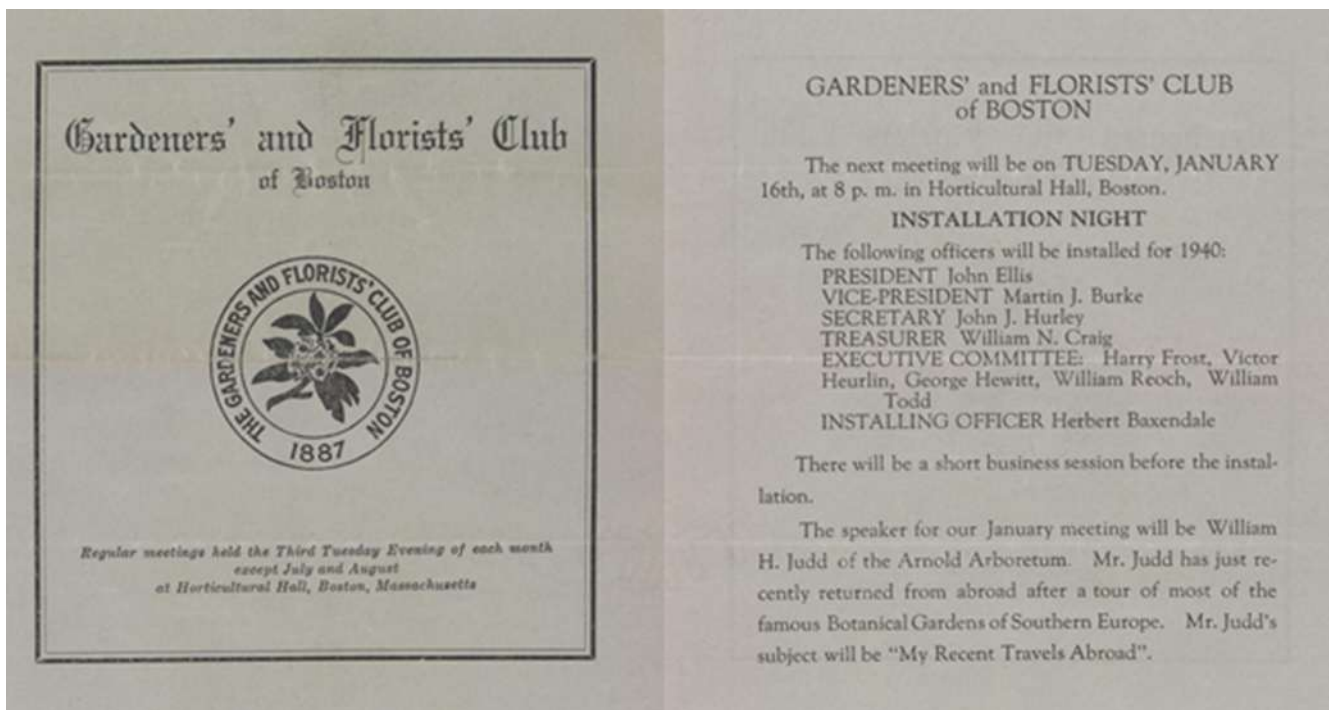 Gardeners' and Florists' Club
of Boston
THE GARDENERS AND FLORISTS' CLUB OF BOSTON
1887
Regular meetings held the Third Tuesday Evening of each month
except July and August
at Horticultural Hall, Boston, Massachusetts
GARDENERS' and FLORISTS' CLUB
of BOSTON
The next meeting will be on TUESDAY, JANUARY
16th, at 8 p. m. in Horticultural Hall, Boston.
INSTALLATION NIGHT
The following officers will be installed for 1940:
PRESIDENT John Ellis
VICE-PRESIDENT Martin J. Burke
SECRETARY John J. Hurley
TREASURER William N. Craig
EXECUTIVE COMMITTEE: Harry Frost, Victor
Heurlin, George Hewitt, William Reoch, William
Todd
INSTALLING OFFICER Herbert Baxendale
There will be a short business session before the instal-
lation.
The speaker for our January meeting will be William
H. Judd of the Arnold Arboretum. Mr. Judd has just re-
cently returned from abroad after a tour of most of the
famous Botanical Gardens of Southern Europe. Mr. Judd's
subject will be "My Recent Travels Abroad".